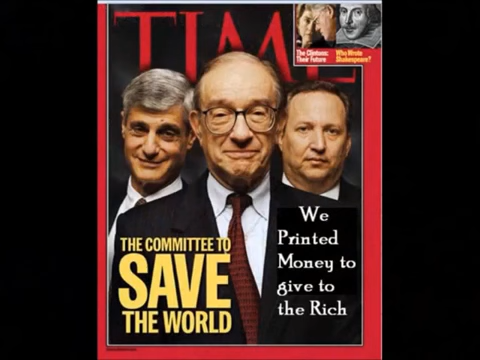 TIME
The Clintons:
Their Future
Who Wrote
Shakespeare?
THE COMMITTEE TO
SAVE
THE WORLD
We
Printed
Money to
give to
the Rich